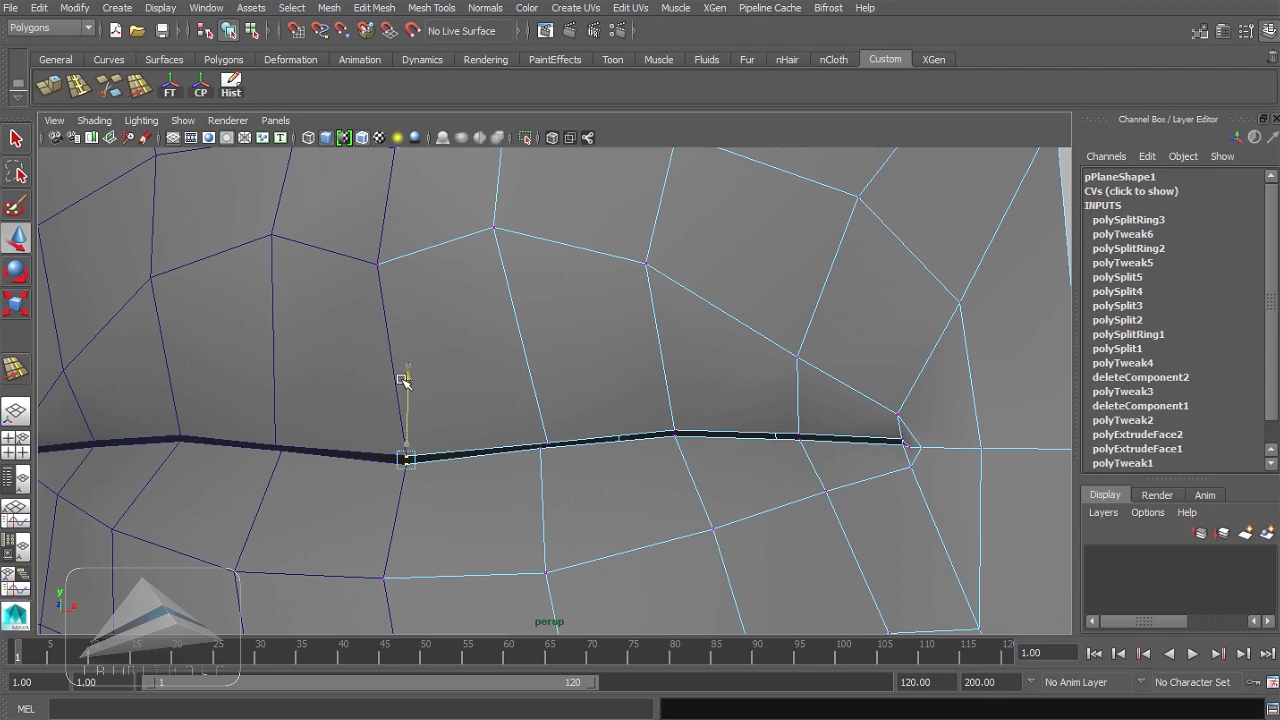 File Edit Modify Create Display Window Assets Select Mesh Edit Mesh Mesh Tools Normals Color Create UVs Edit UVs Muscle XGen Pipeline Cache Bifrost Help
Polygons No Live Surface
General Curves Surfaces Polygons Deformation Animation Dynamics Rendering PaintEffects Toon Muscle Fluids Fur nHair nCloth Custom XGen
FT CP Hist
View Shading Lighting Show Renderer Panels
Channel Box / Layer Editor
Channels Edit Object Show
pPlaneShape1
CVs (click to show)
INPUTS
polySplitRing3
polyTweak6
polySplitRing2
polyTweak5
polySplit5
polySplit4
polySplit3
polySplit2
polySplitRing1
polySplit1
polyTweak4
deleteComponent2
polyTweak3
deleteComponent1
polyTweak2
polyExtrudeFace2
polyExtrudeFace1
polyTweak1
Display Render Anim
Layers Options Help
y
z x
persp
5 15 20 25 30 35 40 45 50 55 60 65 70 75 80 85 90 95 100 105 110 115 120
1 1.00
1.00 1.00 1 120 120.00 200.00 No Anim Layer No Character Set
MEL